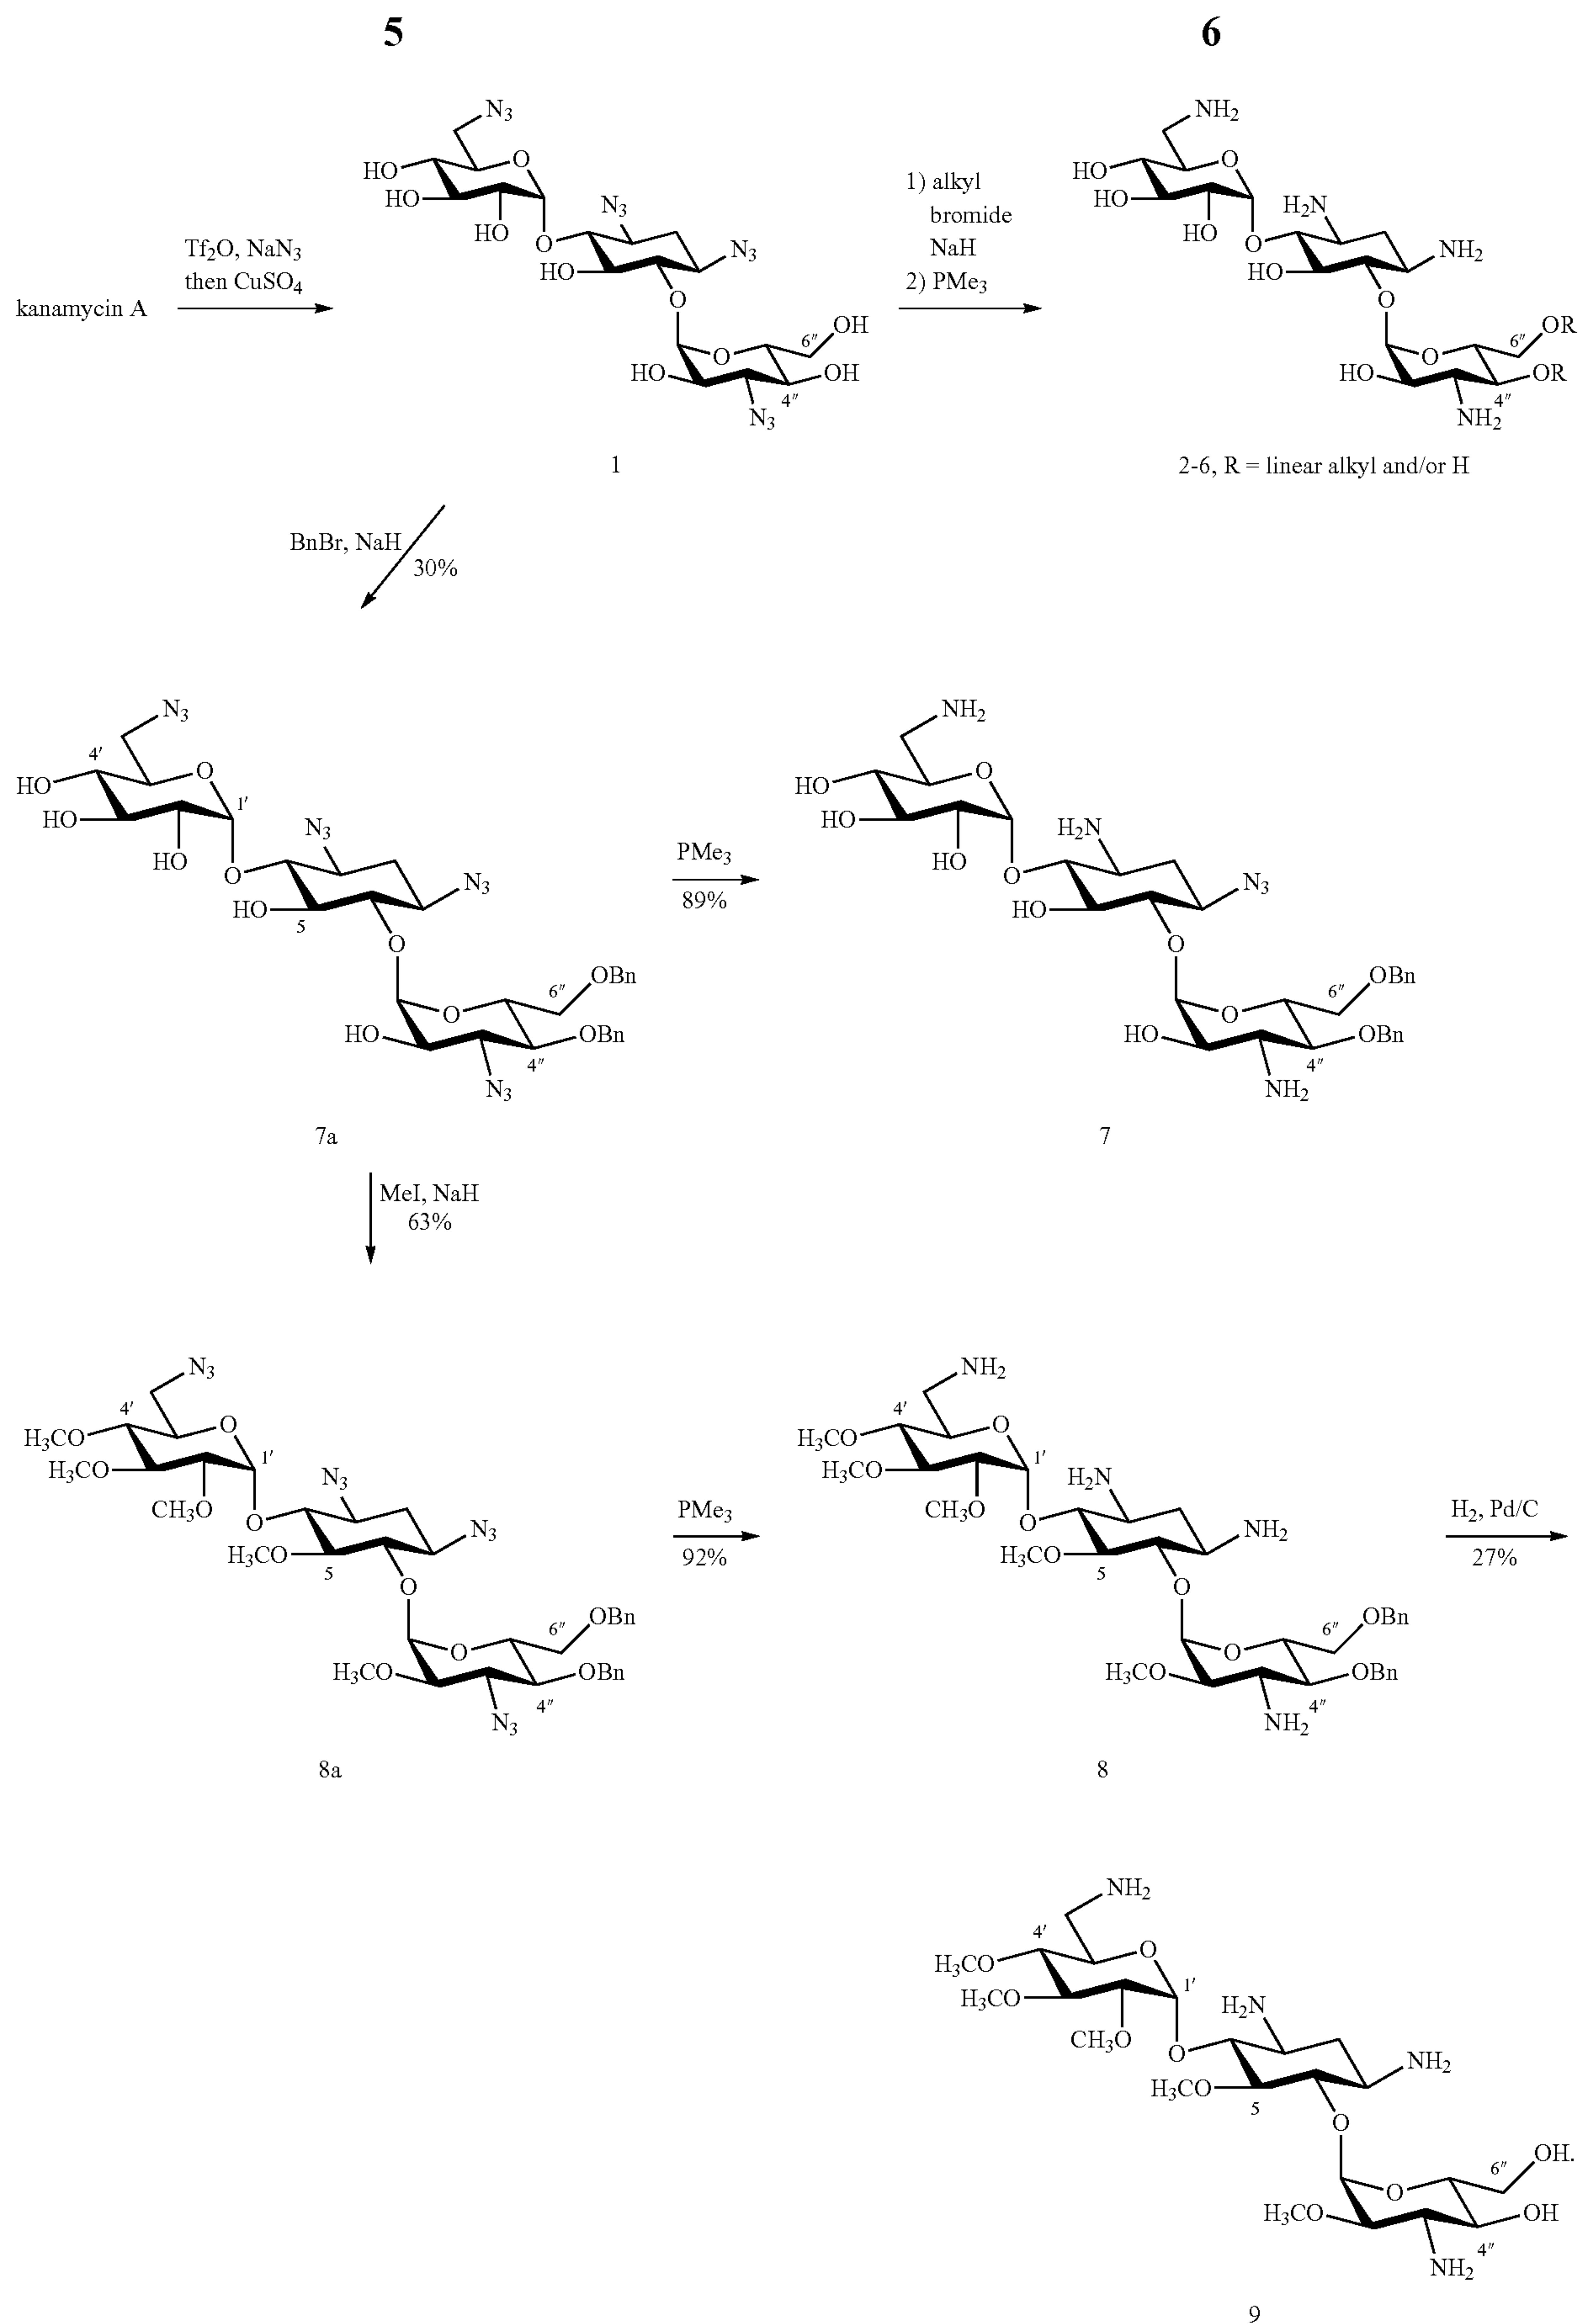 5 6
N3
HO
O
HO
HO
O
N3
N3
HO
O
OH
6″
O
HO
OH
4″
N3
1
kanamycin A
Tf2O, NaN3
then CuSO4
1) alkyl
bromide
NaH
2) PMe3
NH2
HO
O
HO
HO
O
H2N
NH2
HO
O
OR
6″
O
HO
OR
4″
NH2
2-6, R = linear alkyl and/or H
BnBr, NaH
30%
N3
4′
HO
O
HO
1′
HO
O
N3
N3
HO
5
O
OBn
6″
O
HO
OBn
4″
N3
7a
PMe3
89%
NH2
HO
O
HO
HO
O
H2N
N3
HO
O
OBn
6″
O
HO
OBn
4″
NH2
7
MeI, NaH
63%
N3
4′
H3CO
O
H3CO
1′
CH3O
O
N3
N3
H3CO
5
O
OBn
6″
O
H3CO
OBn
4″
N3
8a
PMe3
92%
NH2
4′
H3CO
O
H3CO
1′
CH3O
O
H2N
NH2
H3CO
5
O
OBn
6″
O
H3CO
OBn
4″
NH2
8
H2, Pd/C
27%
NH2
4′
H3CO
O
H3CO
1′
CH3O
O
H2N
NH2
H3CO
5
O
OH.
6″
O
H3CO
OH
4″
NH2
9